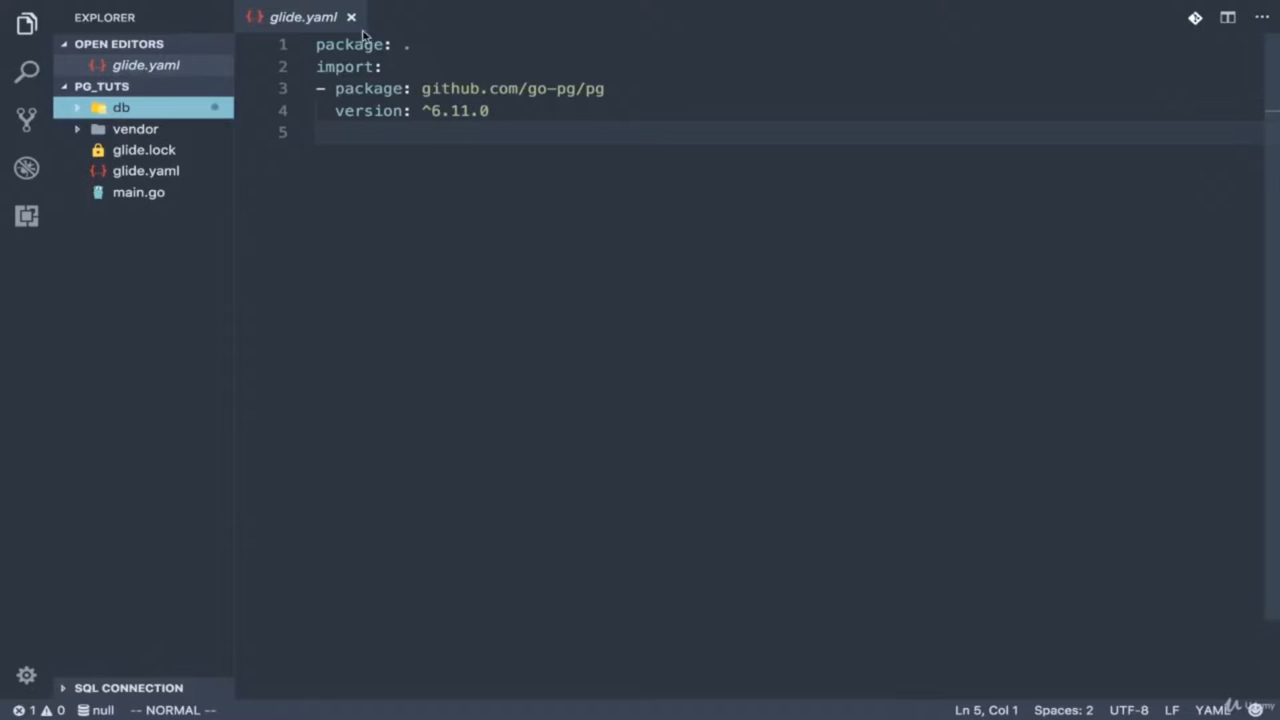 EXPLORER
OPEN EDITORS
glide.yaml
PG_TUTS
db
vendor
glide.lock
glide.yaml
main.go
SQL CONNECTION
glide.yaml
1 package: .
2 import:
3 - package: github.com/go-pg/pg
4 version: ^6.11.0
5
1 0 null -- NORMAL -- Ln 5, Col 1 Spaces: 2 UTF-8 LF YAML
Udemy